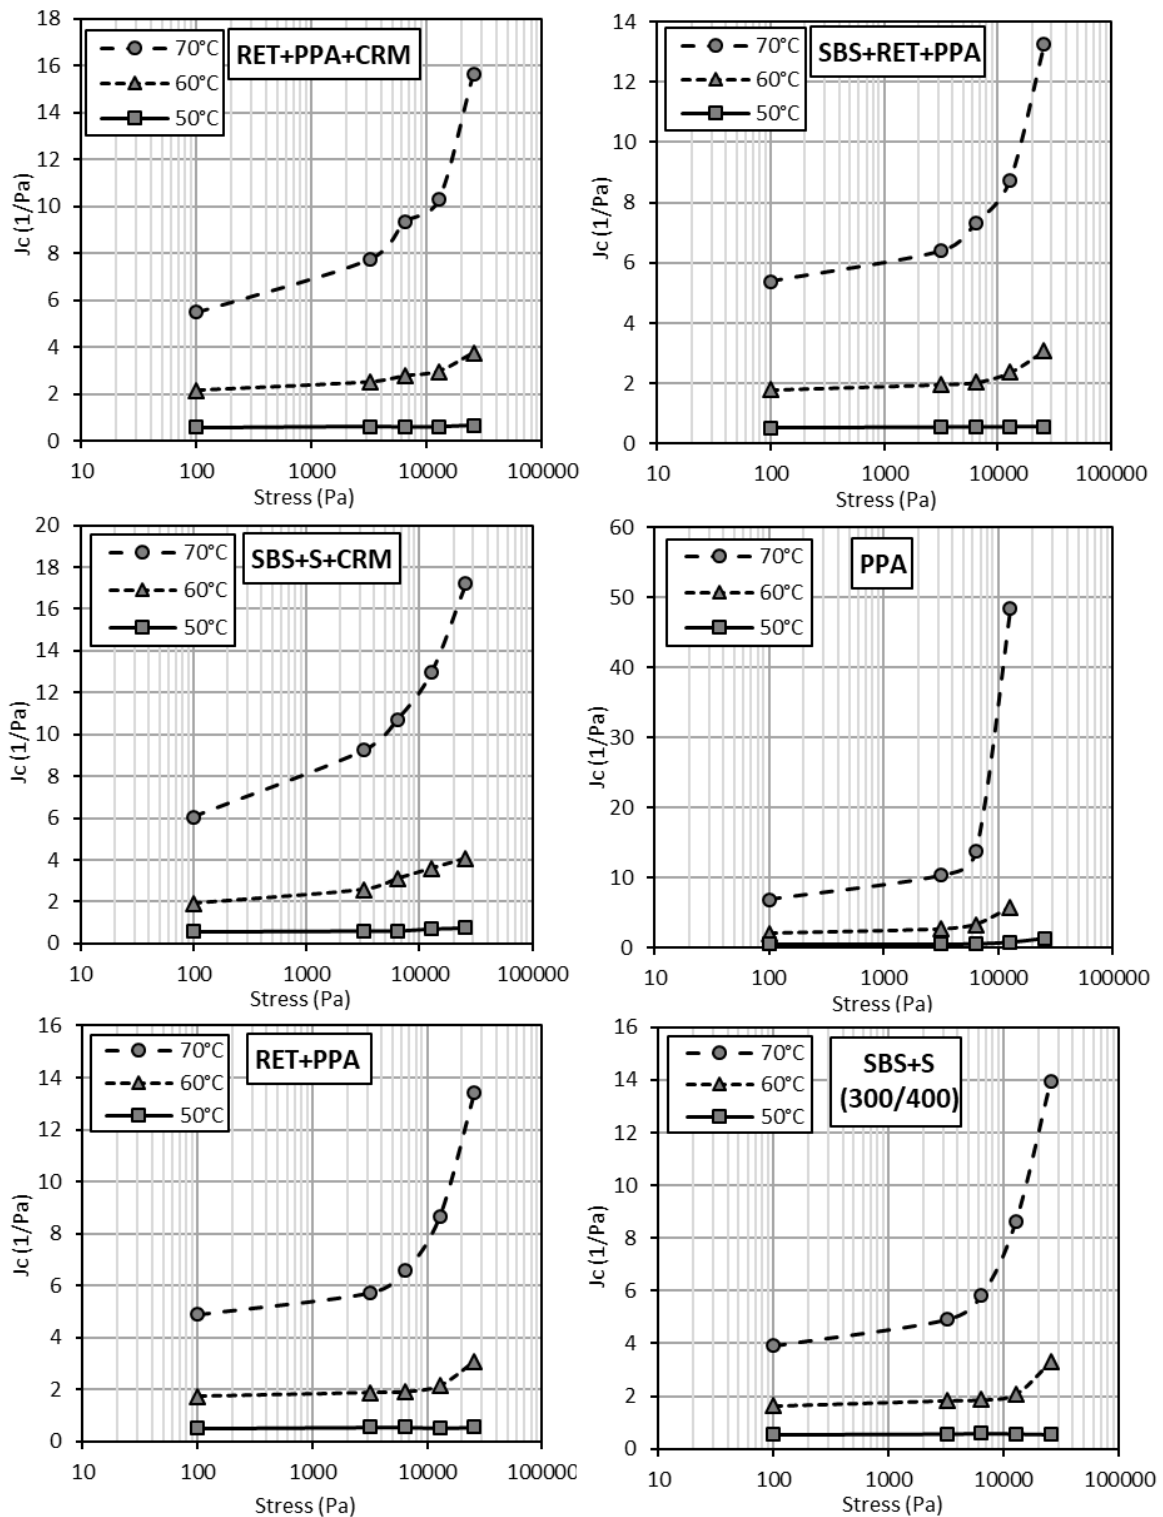 RET+PPA+CRM
70°C
60°C
50°C
Jc (1/Pa)
18
16
14
12
10
8
6
4
2
0
10 100 1000 10000 100000
Stress (Pa)
SBS+RET+PPA
70°C
60°C
50°C
Jc (1/Pa)
14
12
10
8
6
4
2
0
10 100 1000 10000 100000
Stress (Pa)
SBS+S+CRM
70°C
60°C
50°C
Jc (1/Pa)
20
18
16
14
12
10
8
6
4
2
0
10 100 1000 10000 100000
Stress (Pa)
PPA
70°C
60°C
50°C
Jc (1/Pa)
60
50
40
30
20
10
0
10 100 1000 10000 100000
Stress (Pa)
RET+PPA
70°C
60°C
50°C
Jc (1/Pa)
16
14
12
10
8
6
4
2
0
10 100 1000 10000 100000
Stress (Pa)
SBS+S
(300/400)
70°C
60°C
50°C
Jc (1/Pa)
16
14
12
10
8
6
4
2
0
10 100 1000 10000 100000
Stress (Pa)